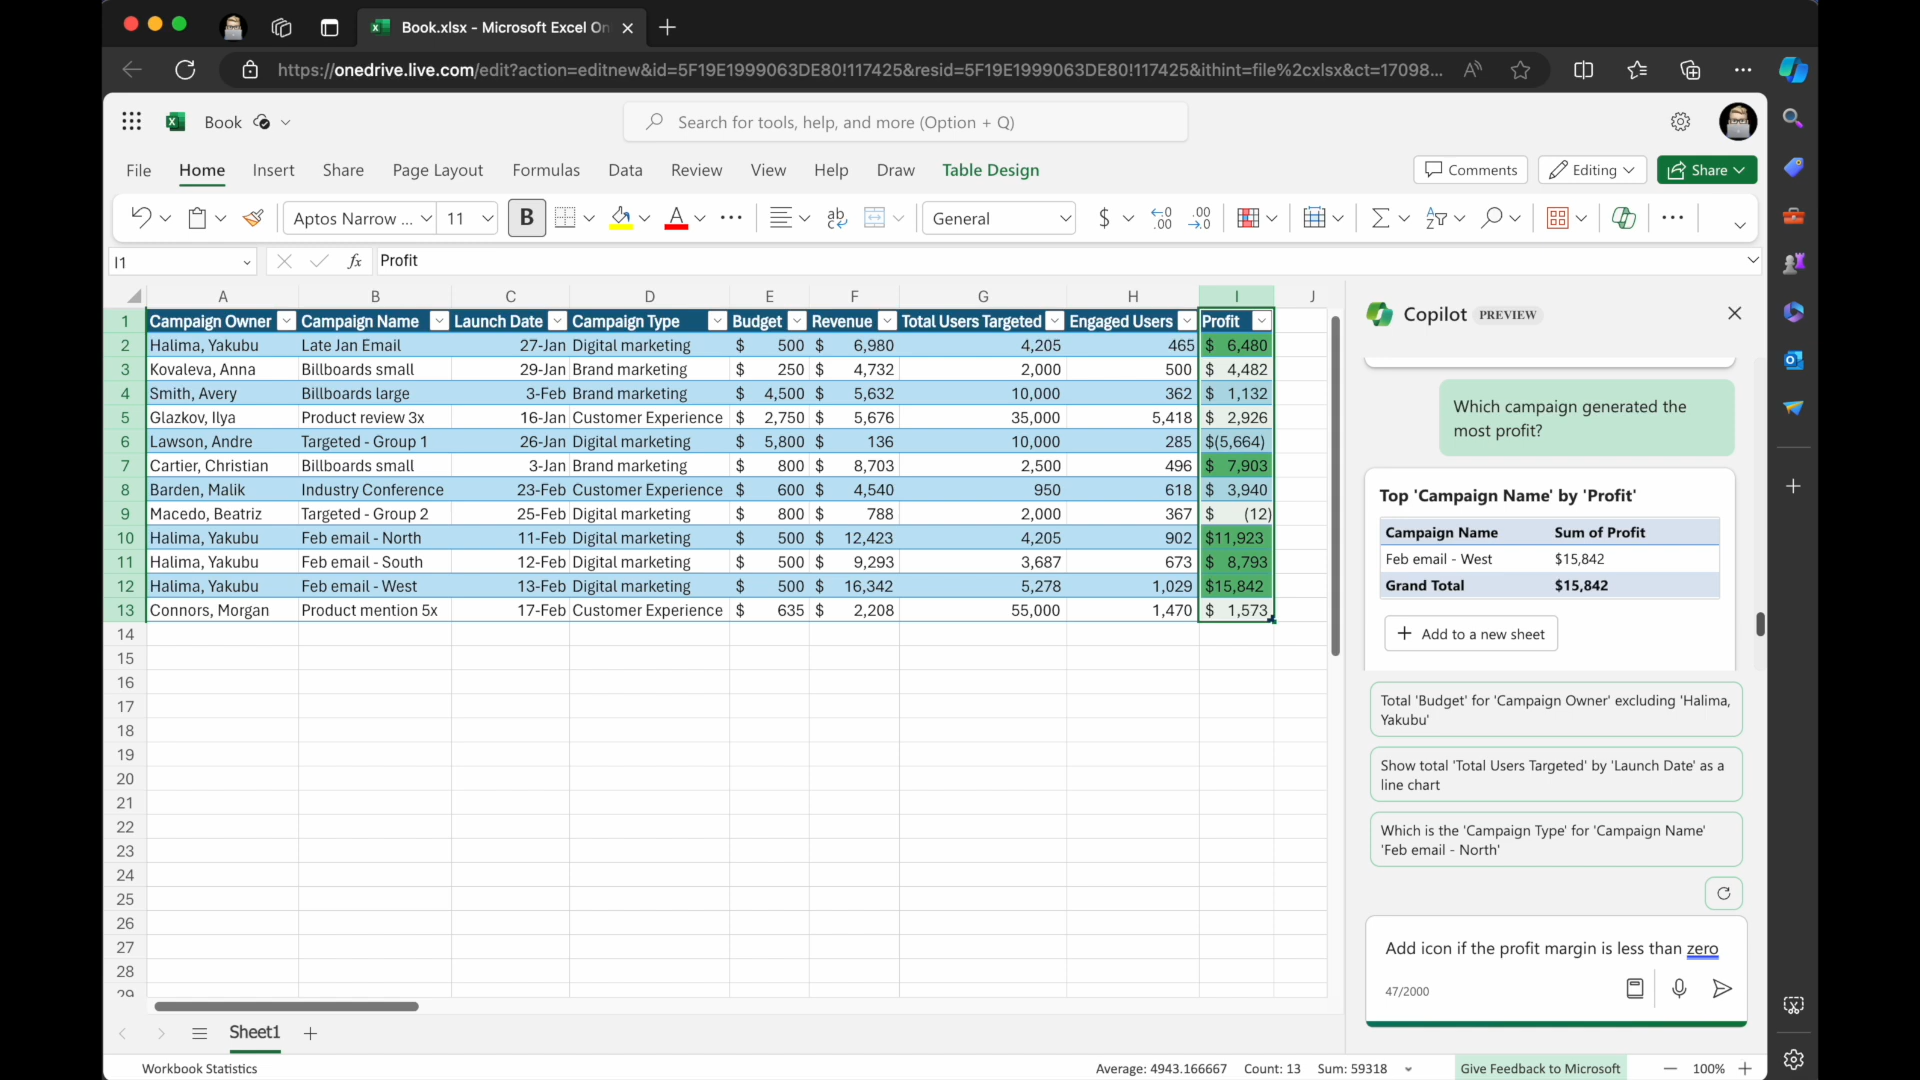 Book.xlsx - Microsoft Excel On
https://onedrive.live.com/edit?action=editnew&id=5F19E1999063DE80!117425&resid=5F19E1999063DE80!117425&ithint=file%2cxlsx&ct=17098...
Book
Search for tools, help, and more (Option + Q)
File Home Insert Share Page Layout Formulas Data Review View Help Draw Table Design
Comments Editing Share
Aptos Narrow ... 11 B General
I1 fx Profit
A B C D E F G H I J
1 Campaign Owner Campaign Name Launch Date Campaign Type Budget Revenue Total Users Targeted Engaged Users Profit
2 Halima, Yakubu Late Jan Email 27-Jan Digital marketing $ 500 $ 6,980 4,205 465 $ 6,480
3 Kovaleva, Anna Billboards small 29-Jan Brand marketing $ 250 $ 4,732 2,000 500 $ 4,482
4 Smith, Avery Billboards large 3-Feb Brand marketing $ 4,500 $ 5,632 10,000 362 $ 1,132
5 Glazkov, Ilya Product review 3x 16-Jan Customer Experience $ 2,750 $ 5,676 35,000 5,418 $ 2,926
6 Lawson, Andre Targeted - Group 1 26-Jan Digital marketing $ 5,800 $ 136 10,000 285 $(5,664)
7 Cartier, Christian Billboards small 3-Jan Brand marketing $ 800 $ 8,703 2,500 496 $ 7,903
8 Barden, Malik Industry Conference 23-Feb Customer Experience $ 600 $ 4,540 950 618 $ 3,940
9 Macedo, Beatriz Targeted - Group 2 25-Feb Digital marketing $ 800 $ 788 2,000 367 $ (12)
10 Halima, Yakubu Feb email - North 11-Feb Digital marketing $ 500 $ 12,423 4,205 902 $11,923
11 Halima, Yakubu Feb email - South 12-Feb Digital marketing $ 500 $ 9,293 3,687 673 $ 8,793
12 Halima, Yakubu Feb email - West 13-Feb Digital marketing $ 500 $ 16,342 5,278 1,029 $15,842
13 Connors, Morgan Product mention 5x 17-Feb Customer Experience $ 635 $ 2,208 55,000 1,470 $ 1,573
14
15
16
17
18
19
20
21
22
23
24
25
26
27
28
29
Sheet1
Workbook Statistics
Average: 4943.166667 Count: 13 Sum: 59318 Give Feedback to Microsoft 100%
Copilot PREVIEW
Which campaign generated the
most profit?
Top 'Campaign Name' by 'Profit'
Campaign Name Sum of Profit
Feb email - West $15,842
Grand Total $15,842
Add to a new sheet
Total 'Budget' for 'Campaign Owner' excluding 'Halima,
Yakubu'
Show total 'Total Users Targeted' by 'Launch Date' as a
line chart
Which is the 'Campaign Type' for 'Campaign Name'
'Feb email - North'
Add icon if the profit margin is less than zero
47/2000